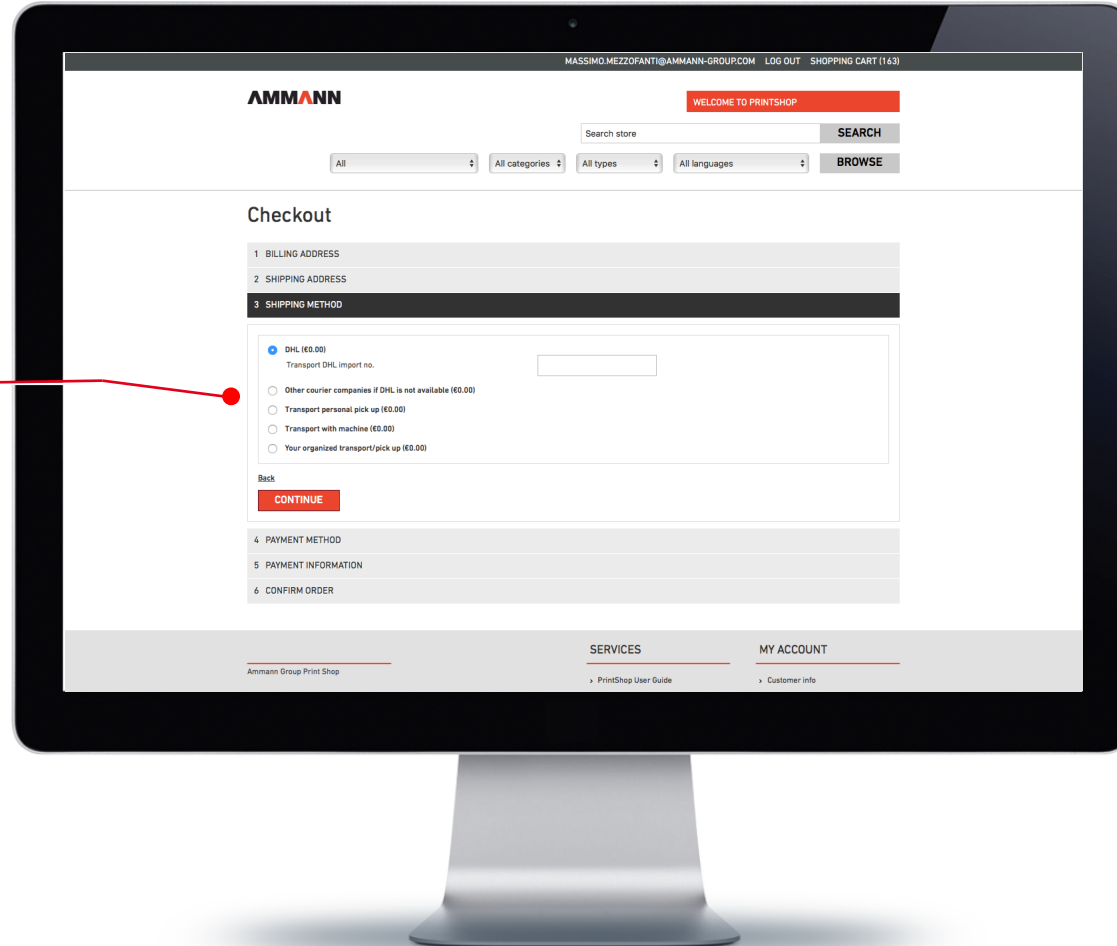 MASSIMO.MEZZOFANTI@AMMANN-GROUP.COM LOG OUT SHOPPING CART (163)
AMMANN
WELCOME TO PRINTSHOP
Search store SEARCH
All All categories All types All languages BROWSE
Checkout
1 BILLING ADDRESS
2 SHIPPING ADDRESS
3 SHIPPING METHOD
DHL (€0.00)
Transport DHL import no.
Other courier companies if DHL is not available (€0.00)
Transport personal pick up (€0.00)
Transport with machine (€0.00)
Your organized transport/pick up (€0.00)
Back
CONTINUE
4 PAYMENT METHOD
5 PAYMENT INFORMATION
6 CONFIRM ORDER
SERVICES MY ACCOUNT
Ammann Group Print Shop
› PrintShop User Guide › Customer info